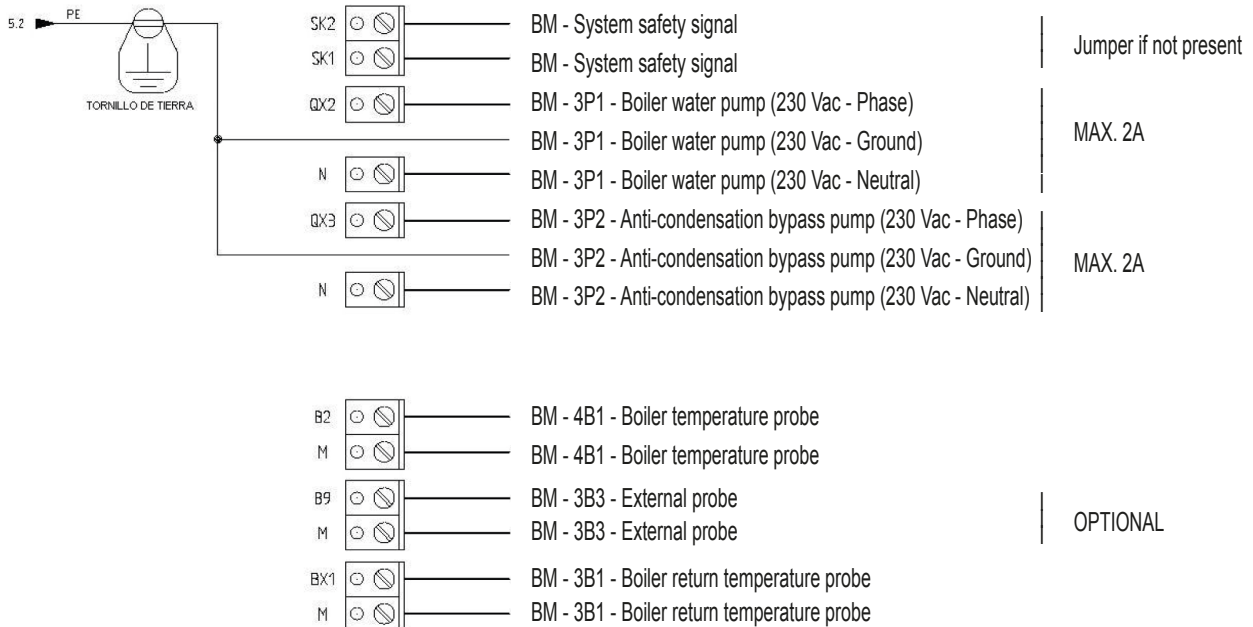 5.2 PE
TORNILLO DE TIERRA
SK2 BM - System safety signal
SK1 BM - System safety signal
Jumper if not present
QX2 BM - 3P1 - Boiler water pump (230 Vac - Phase)
BM - 3P1 - Boiler water pump (230 Vac - Ground)
MAX. 2A
N BM - 3P1 - Boiler water pump (230 Vac - Neutral)
QX3 BM - 3P2 - Anti-condensation bypass pump (230 Vac - Phase)
BM - 3P2 - Anti-condensation bypass pump (230 Vac - Ground)
MAX. 2A
N BM - 3P2 - Anti-condensation bypass pump (230 Vac - Neutral)
B2 BM - 4B1 - Boiler temperature probe
M BM - 4B1 - Boiler temperature probe
B9 BM - 3B3 - External probe
M BM - 3B3 - External probe
OPTIONAL
BX1 BM - 3B1 - Boiler return temperature probe
M BM - 3B1 - Boiler return temperature probe